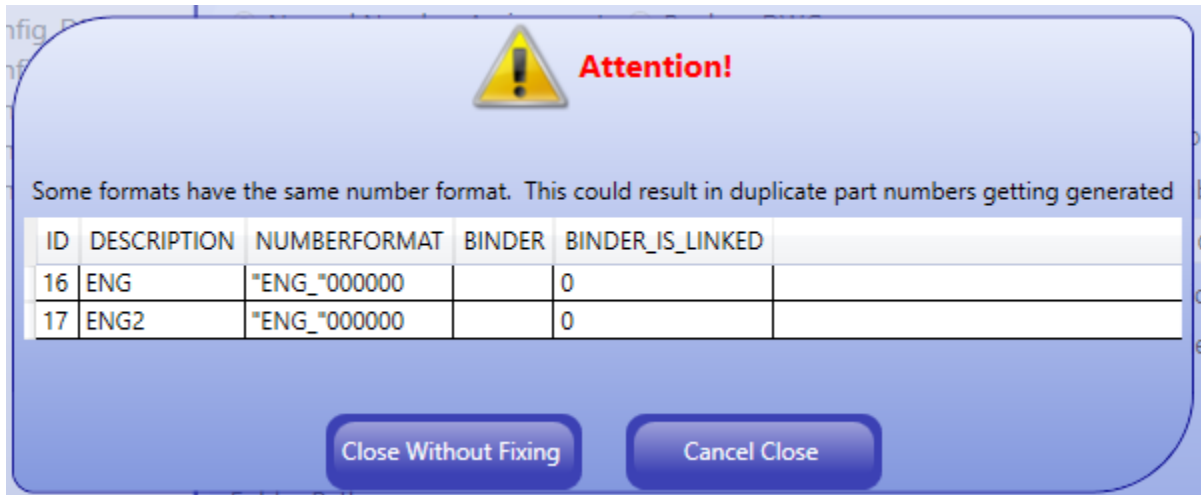 Attention!
Some formats have the same number format.  This could result in duplicate part numbers getting generated
ID DESCRIPTION NUMBERFORMAT BINDER BINDER_IS_LINKED
16 ENG "ENG_"000000 0
17 ENG2 "ENG_"000000 0
Close Without Fixing Cancel Close